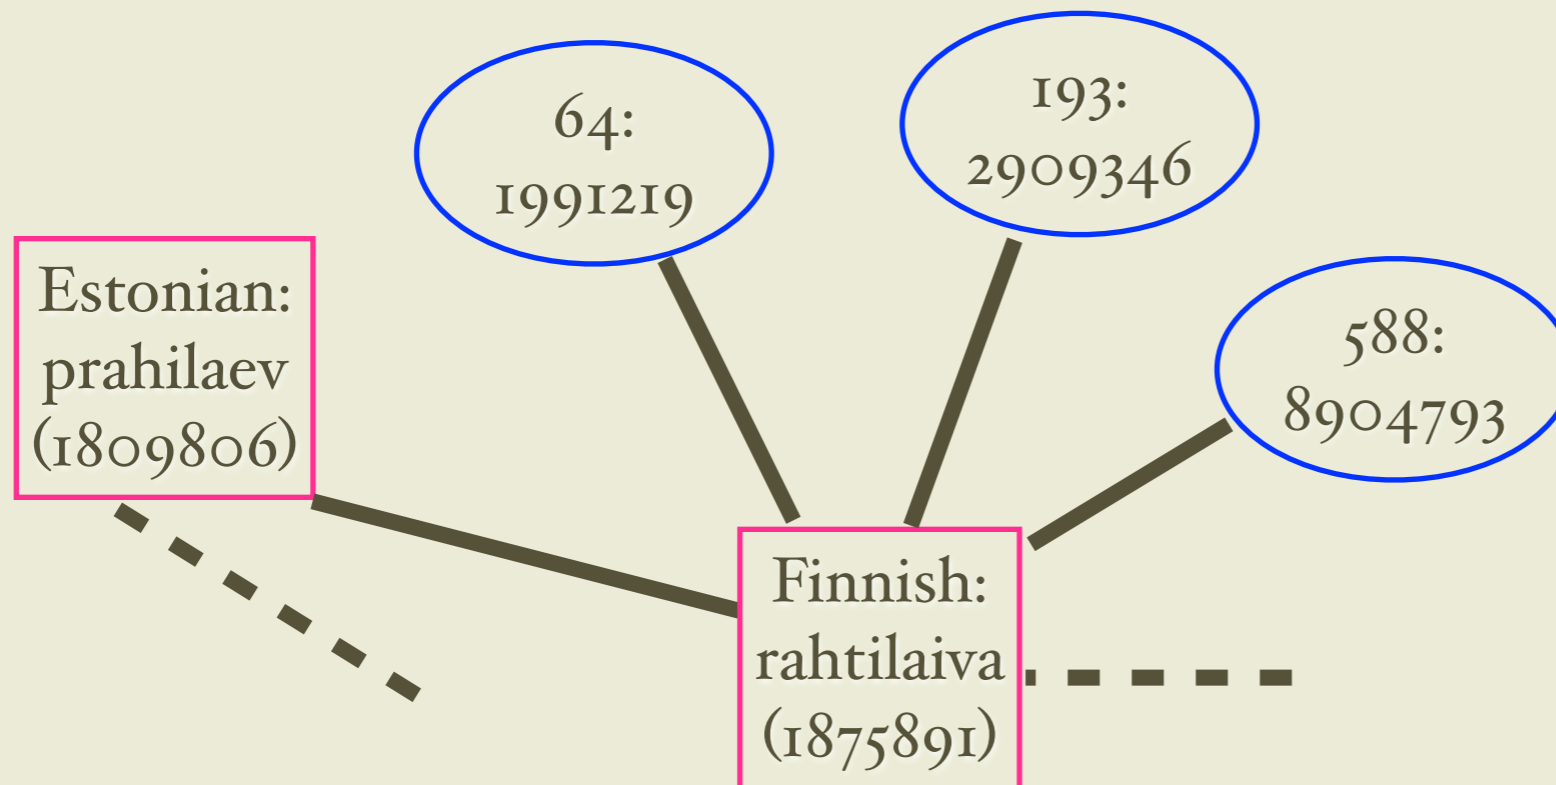 64:
1991219
193:
2909346
Estonian:
prahilaev
(1809806)
588:
8904793
Finnish:
rahtilaiva
(1875891)